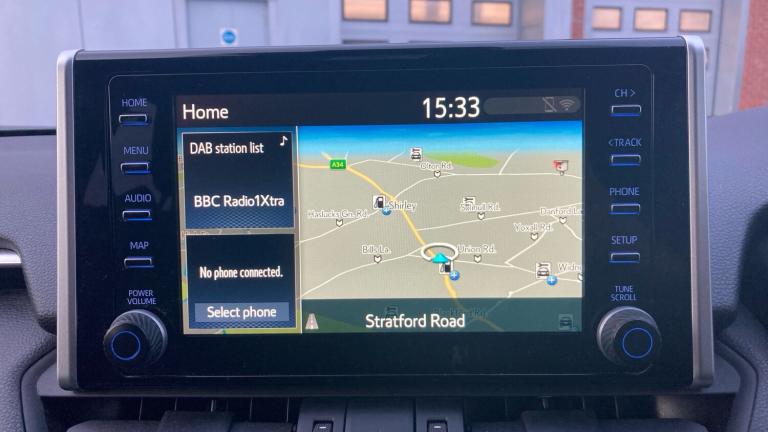 HOME
MENU
AUDIO
MAP
POWER
VOLUME
Home
15:33
DAB station list
BBC Radio1Xtra
No phone connected.
Select phone
A34
Olton Rd.
Shirley
Haslucks Grn. Rd.
Solihull Rd.
Danford La.
Yoxall Rd.
Bills La.
Union Rd.
Stratford Road
CH >
<TRACK
PHONE
SETUP
TUNE
SCROLL